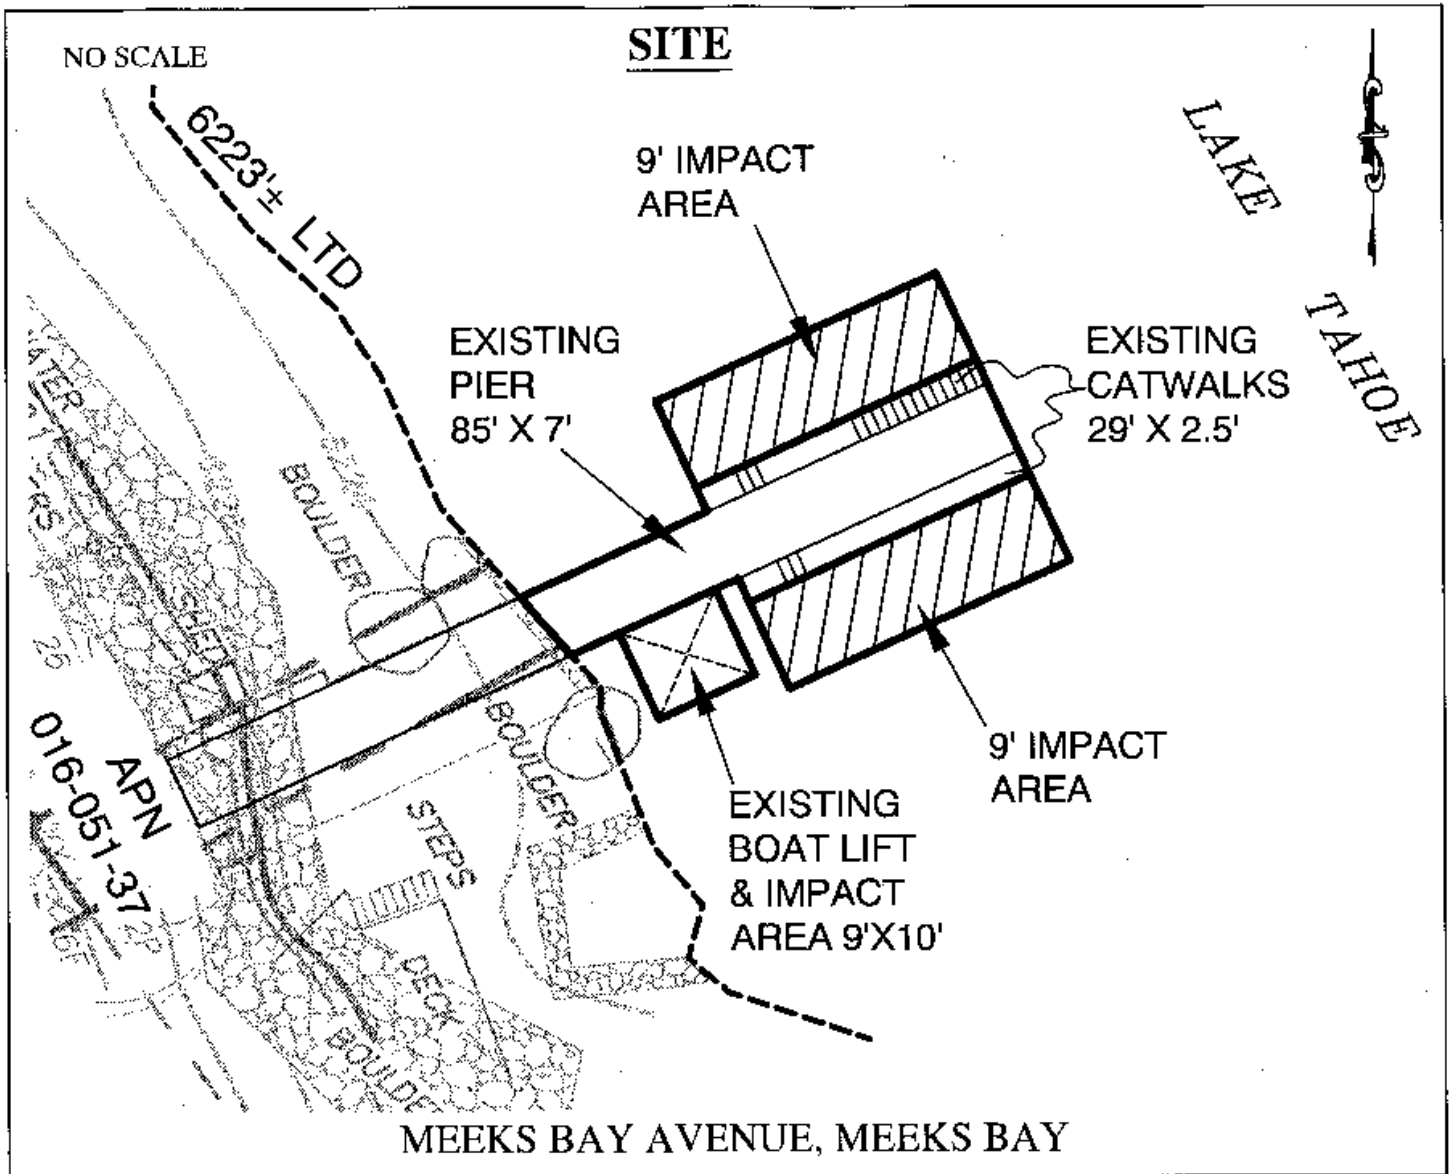 SITE
NO SCALE
6223'± LTD
9' IMPACT
AREA
LAKE
TAHOE
EXISTING
PIER
85' X 7'
EXISTING
CATWALKS
29' X 2.5'
BOULDER
SHED
26
APN
016-051-37
BOULDER
STEPS
9' IMPACT
AREA
EXISTING
BOAT LIFT
& IMPACT
AREA 9'X10'
DECK
MEEKS BAY AVENUE, MEEKS BAY